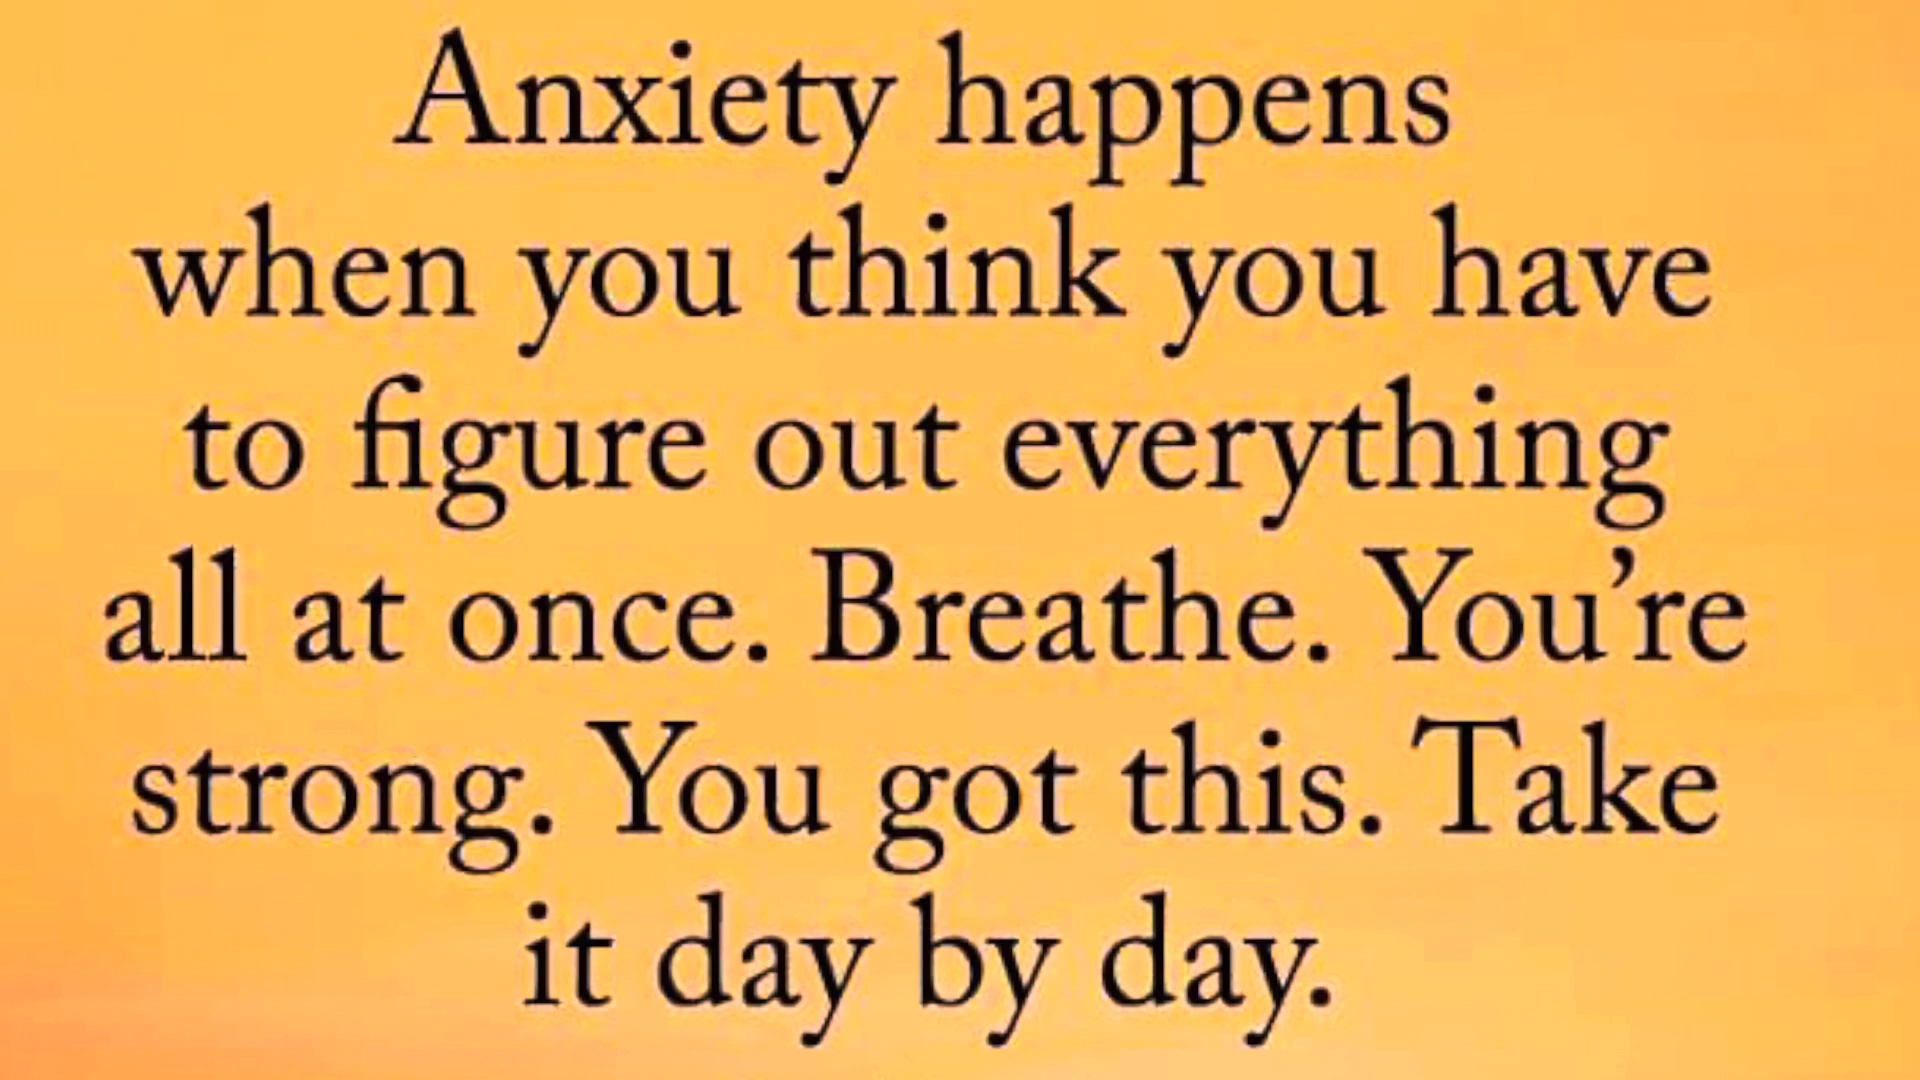 Anxiety happens
when you think you have
to figure out everything
all at once. Breathe. You’re
strong. You got this. Take
it day by day.